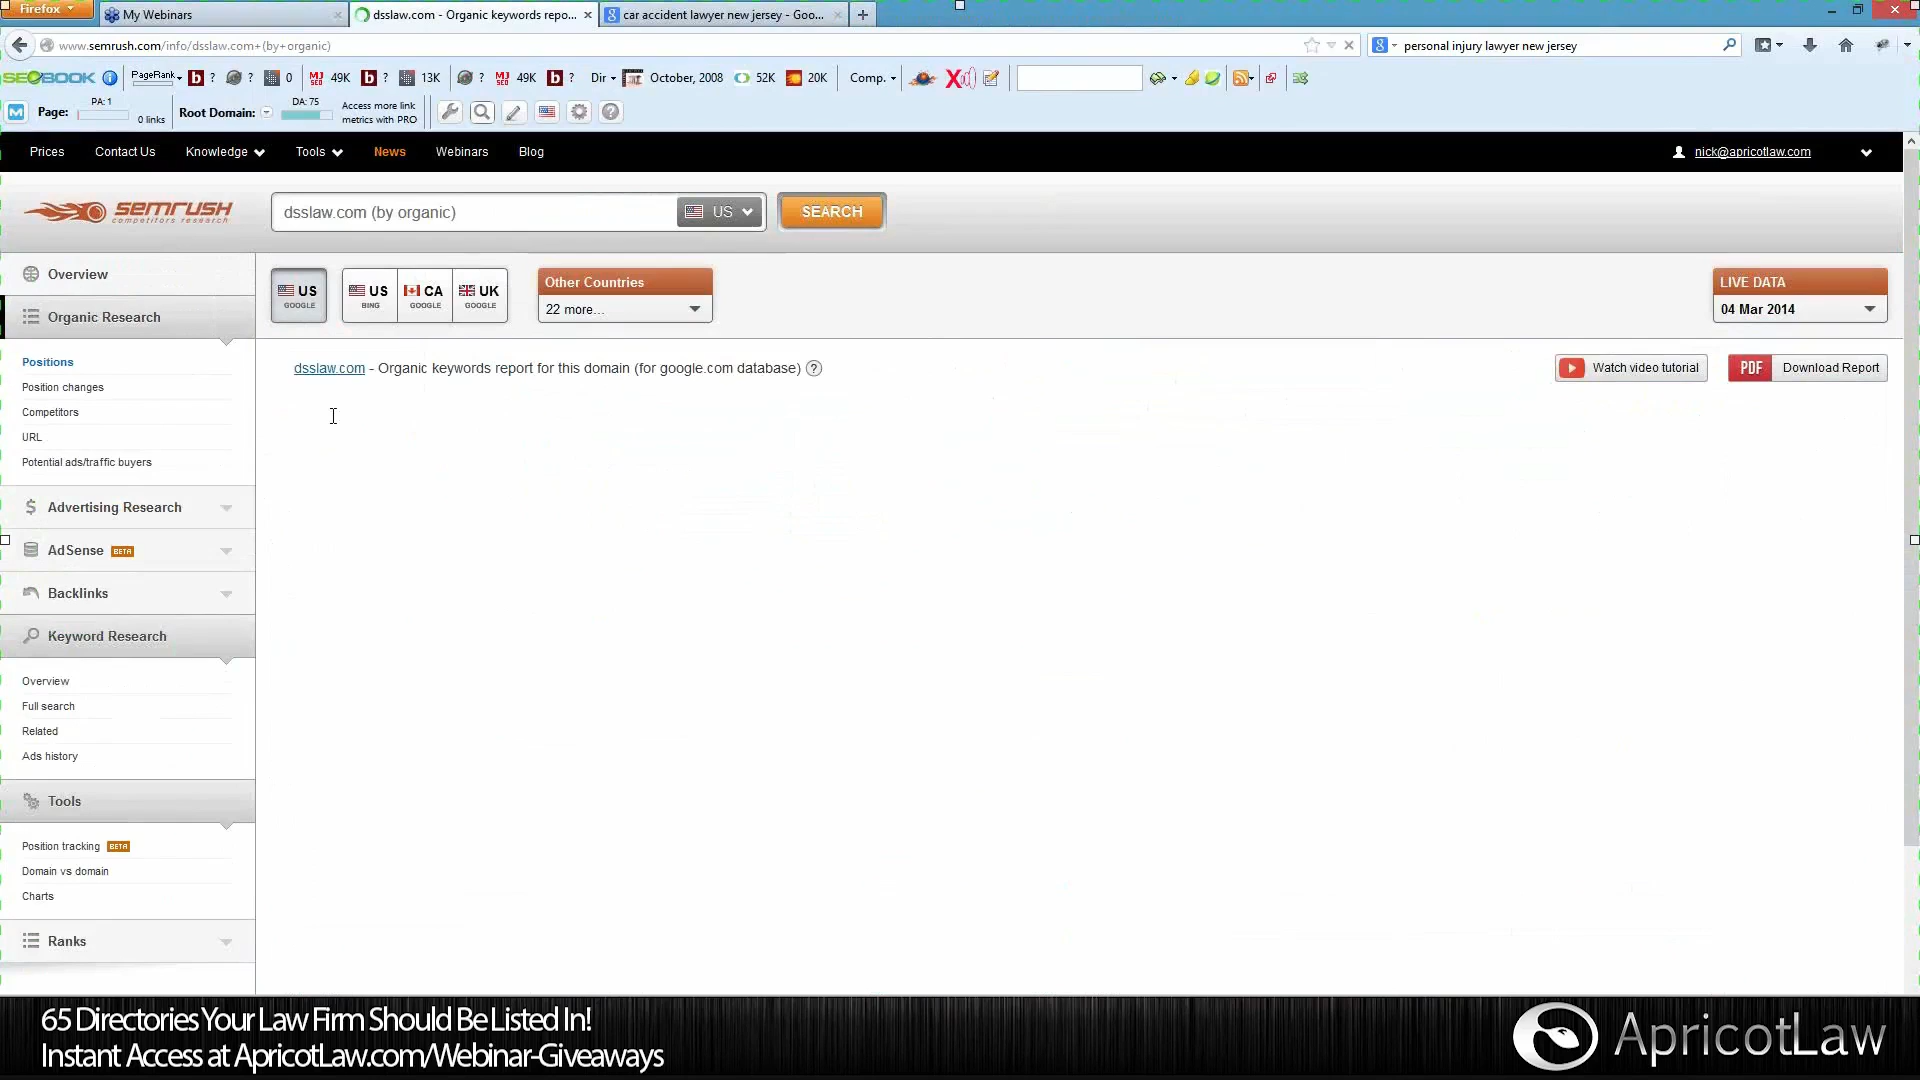 Firefox
My Webinars
dsslaw.com - Organic keywords repo...
car accident lawyer new jersey - Goo...
www.semrush.com/info/dsslaw.com+(by+organic)
personal injury lawyer new jersey
SEOBOOK
PageRank
b ?
?
0
MJ SEO 49K
b 13K
?
MJ SEO 49K
b ?
Dir
October, 2008
52K
20K
Comp.
Page:
PA: 1
0 links
Root Domain:
DA: 75
Access more link
metrics with PRO
Prices
Contact Us
Knowledge
Tools
News
Webinars
Blog
nick@apricotlaw.com
semrush
competitors research
dsslaw.com (by organic)
US
SEARCH
Overview
Organic Research
Positions
Position changes
Competitors
URL
Potential ads/traffic buyers
Advertising Research
AdSense BETA
Backlinks
Keyword Research
Overview
Full search
Related
Ads history
Tools
Position tracking BETA
Domain vs domain
Charts
Ranks
US GOOGLE
US BING
CA GOOGLE
UK GOOGLE
Other Countries
22 more...
LIVE DATA
04 Mar 2014
dsslaw.com - Organic keywords report for this domain (for google.com database) ?
Watch video tutorial
PDF Download Report
65 Directories Your Law Firm Should Be Listed In!
Instant Access at ApricotLaw.com/Webinar-Giveaways
ApricotLaw